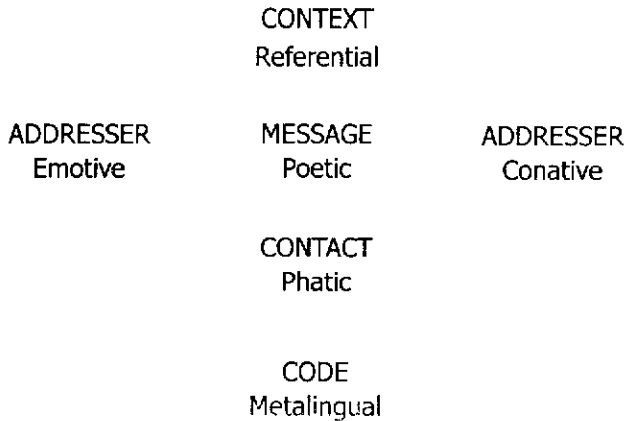 CONTEXT
Referential
ADDRESSER MESSAGE ADDRESSER
Emotive Poetic Conative
CONTACT
Phatic
CODE
Metalingual